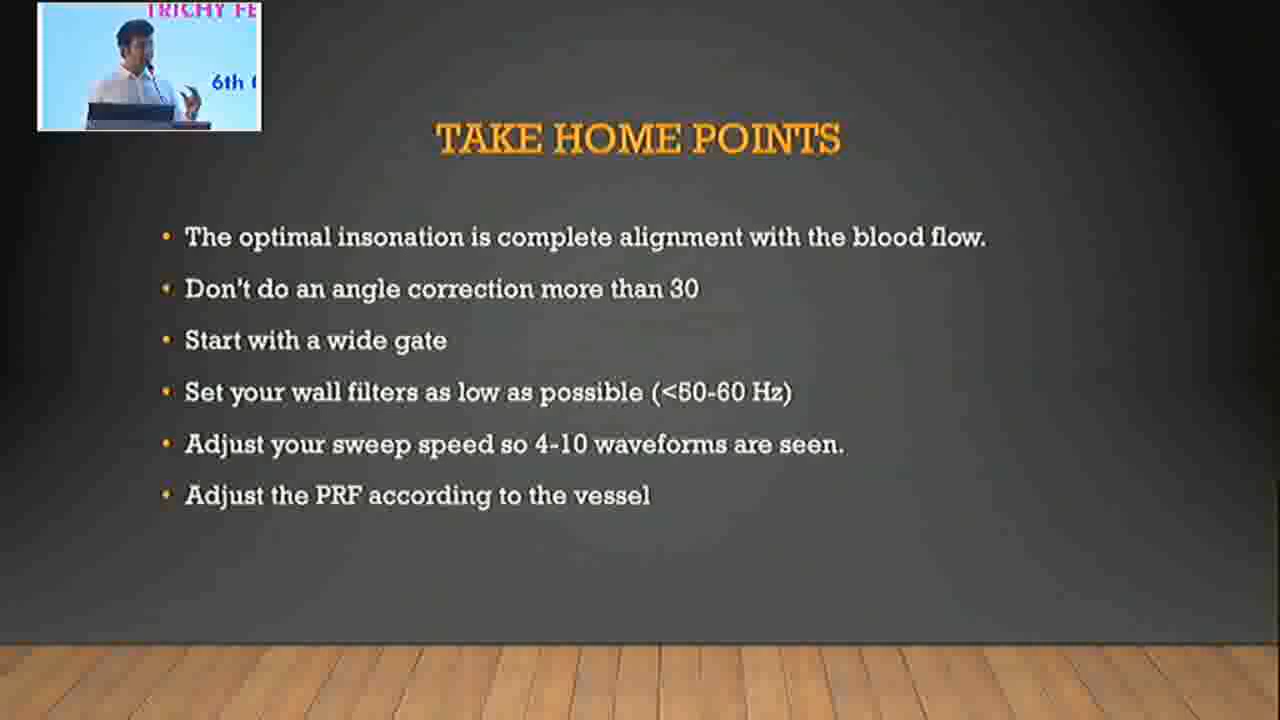 TRICHY FE
6th
TAKE HOME POINTS
• The optimal insonation is complete alignment with the blood flow.
• Don't do an angle correction more than 30
• Start with a wide gate
• Set your wall filters as low as possible (<50-60 Hz)
• Adjust your sweep speed so 4-10 waveforms are seen.
• Adjust the PRF according to the vessel